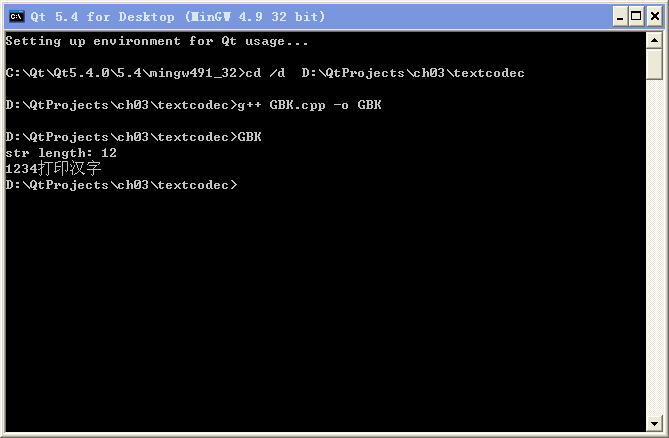 Qt 5.4 for Desktop (MinGW 4.9 32 bit)
Setting up environment for Qt usage...
C:\Qt\Qt5.4.0\5.4\mingw491_32>cd /d  D:\QtProjects\ch03\textcodec
D:\QtProjects\ch03\textcodec>g++ GBK.cpp -o GBK
D:\QtProjects\ch03\textcodec>GBK
str length: 12
1234打印汉字
D:\QtProjects\ch03\textcodec>